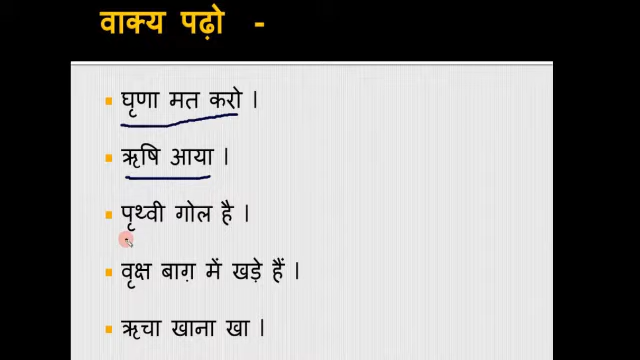 वाक्य पढ़ो -
घृणा मत करो ।
ऋषि आया ।
पृथ्वी गोल है ।
वृक्ष बाग़ में खड़े हैं ।
ऋचा खाना खा ।